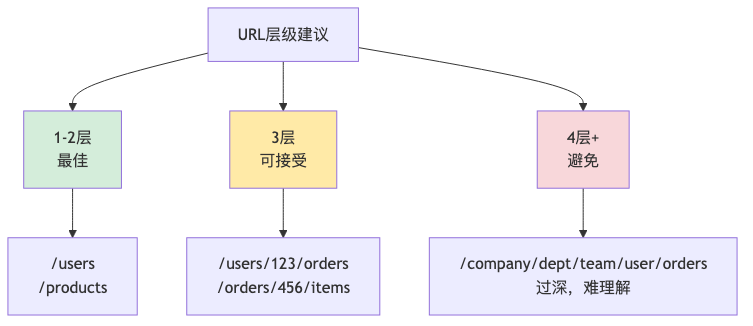 URL层级建议
1-2层
最佳
3层
可接受
4层+
避免
/users
/products
/users/123/orders
/orders/456/items
/company/dept/team/user/orders
过深，难理解